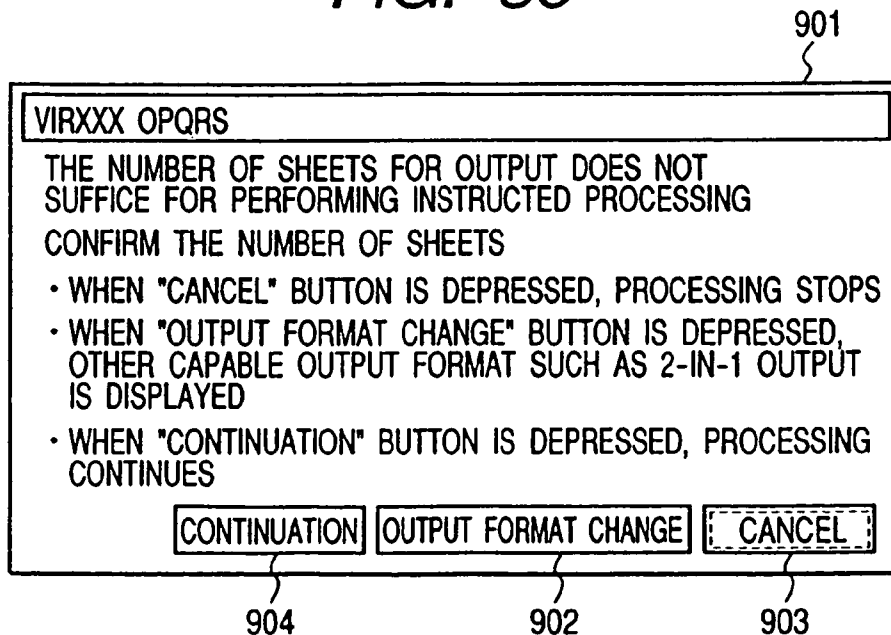 901
VIRXXX OPQRS
THE NUMBER OF SHEETS FOR OUTPUT DOES NOT
SUFFICE FOR PERFORMING INSTRUCTED PROCESSING
CONFIRM THE NUMBER OF SHEETS
· WHEN "CANCEL" BUTTON IS DEPRESSED, PROCESSING STOPS
· WHEN "OUTPUT FORMAT CHANGE" BUTTON IS DEPRESSED,
OTHER CAPABLE OUTPUT FORMAT SUCH AS 2-IN-1 OUTPUT
IS DISPLAYED
· WHEN "CONTINUATION" BUTTON IS DEPRESSED, PROCESSING
CONTINUES
CONTINUATION OUTPUT FORMAT CHANGE CANCEL
904 902 903